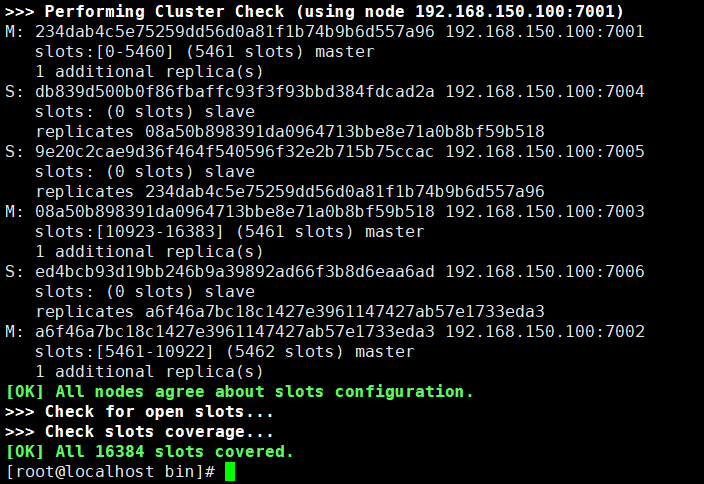 >>> Performing Cluster Check (using node 192.168.150.100:7001)
M: 234dab4c5e75259dd56d0a81f1b74b9b6d557a96 192.168.150.100:7001
   slots:[0-5460] (5461 slots) master
   1 additional replica(s)
S: db839d500b0f86fbaffc93f3f93bbd384fdcad2a 192.168.150.100:7004
   slots: (0 slots) slave
   replicates 08a50b898391da0964713bbe8e71a0b8bf59b518
S: 9e20c2cae9d36f464f540596f32e2b715b75ccac 192.168.150.100:7005
   slots: (0 slots) slave
   replicates 234dab4c5e75259dd56d0a81f1b74b9b6d557a96
M: 08a50b898391da0964713bbe8e71a0b8bf59b518 192.168.150.100:7003
   slots:[10923-16383] (5461 slots) master
   1 additional replica(s)
S: ed4bcb93d19bb246b9a39892ad66f3b8d6eaa6ad 192.168.150.100:7006
   slots: (0 slots) slave
   replicates a6f46a7bc18c1427e3961147427ab57e1733eda3
M: a6f46a7bc18c1427e3961147427ab57e1733eda3 192.168.150.100:7002
   slots:[5461-10922] (5462 slots) master
   1 additional replica(s)
[OK] All nodes agree about slots configuration.
>>> Check for open slots...
>>> Check slots coverage...
[OK] All 16384 slots covered.
[root@localhost bin]#